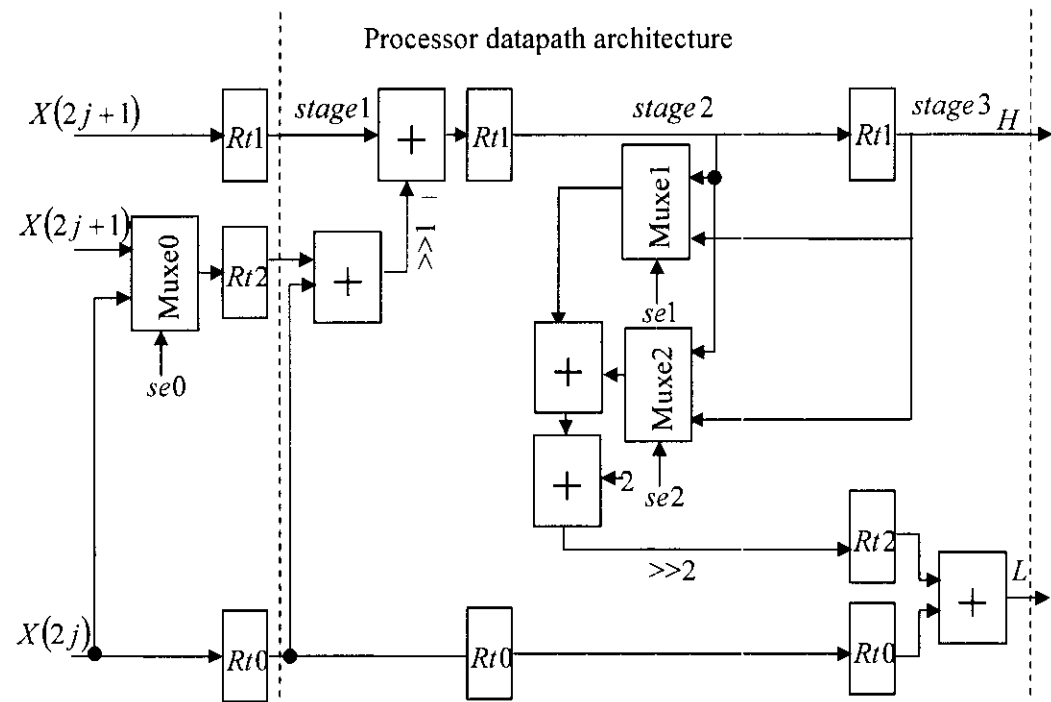 Processor datapath architecture
X(2j+1)
Rt1
stage1
+
Rt1
stage2
Rt1
stage3
H
X(2j+1)
Muxe0
Rt2
+
>>1
−
Muxe1
se0
se1
+
Muxe2
+
2
se2
>>2
Rt2
+
L
X(2j)
Rt0
Rt0
Rt0